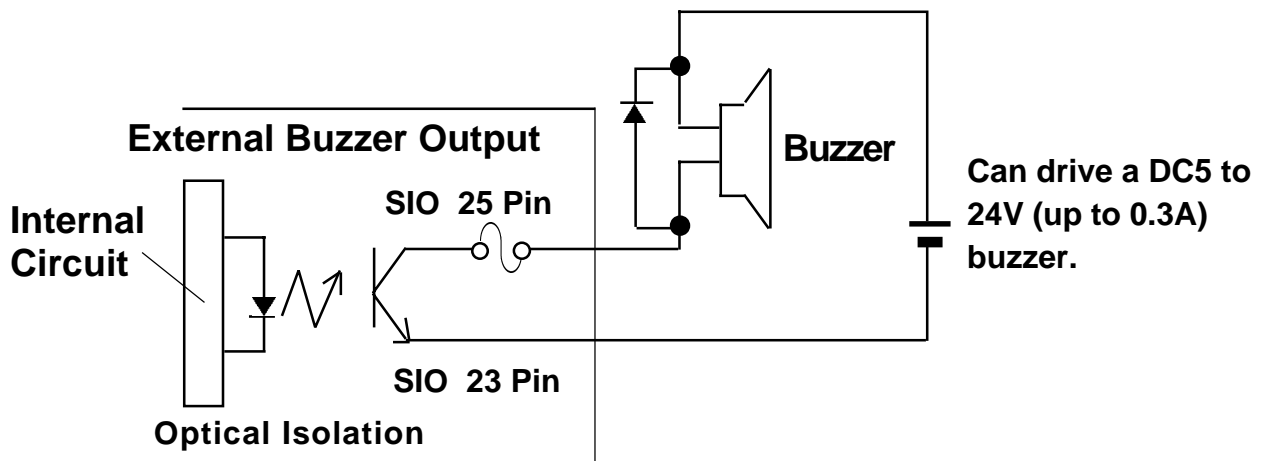 External Buzzer Output
Buzzer
Can drive a DC5 to
24V (up to 0.3A)
buzzer.
SIO 25 Pin
Internal
Circuit
SIO 23 Pin
Optical Isolation